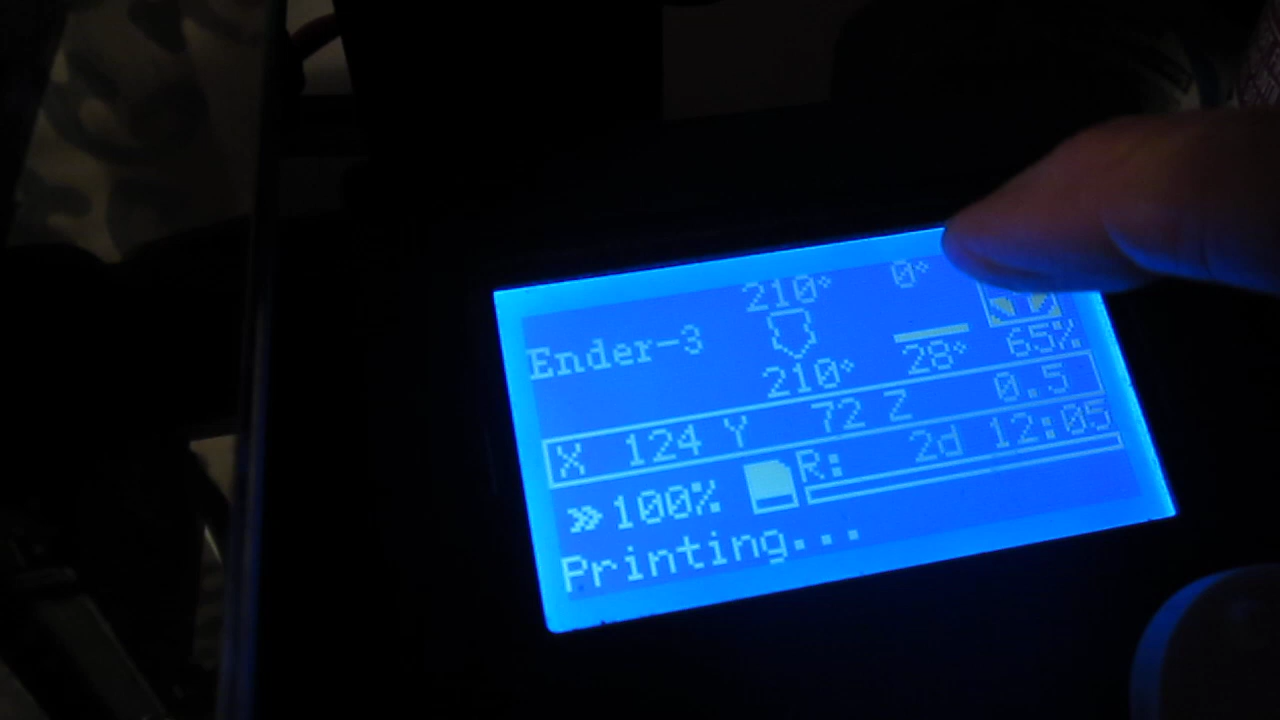 210° 0°
Ender-3
210° 28° 65%
X 124 Y 72 Z 0.5
»100% R: 2d 12:05
Printing...